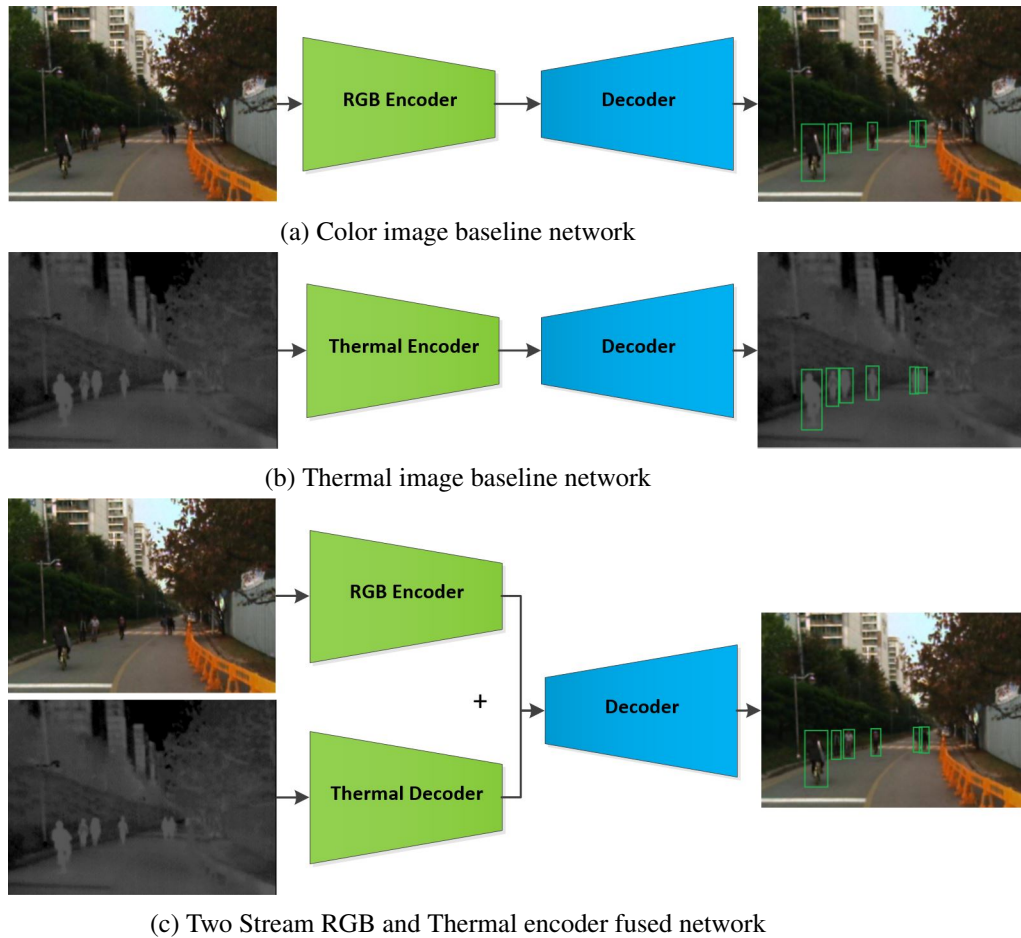 RGB Encoder
Decoder
(a) Color image baseline network
Thermal Encoder
Decoder
(b) Thermal image baseline network
RGB Encoder
+
Decoder
Thermal Decoder
(c) Two Stream RGB and Thermal encoder fused network